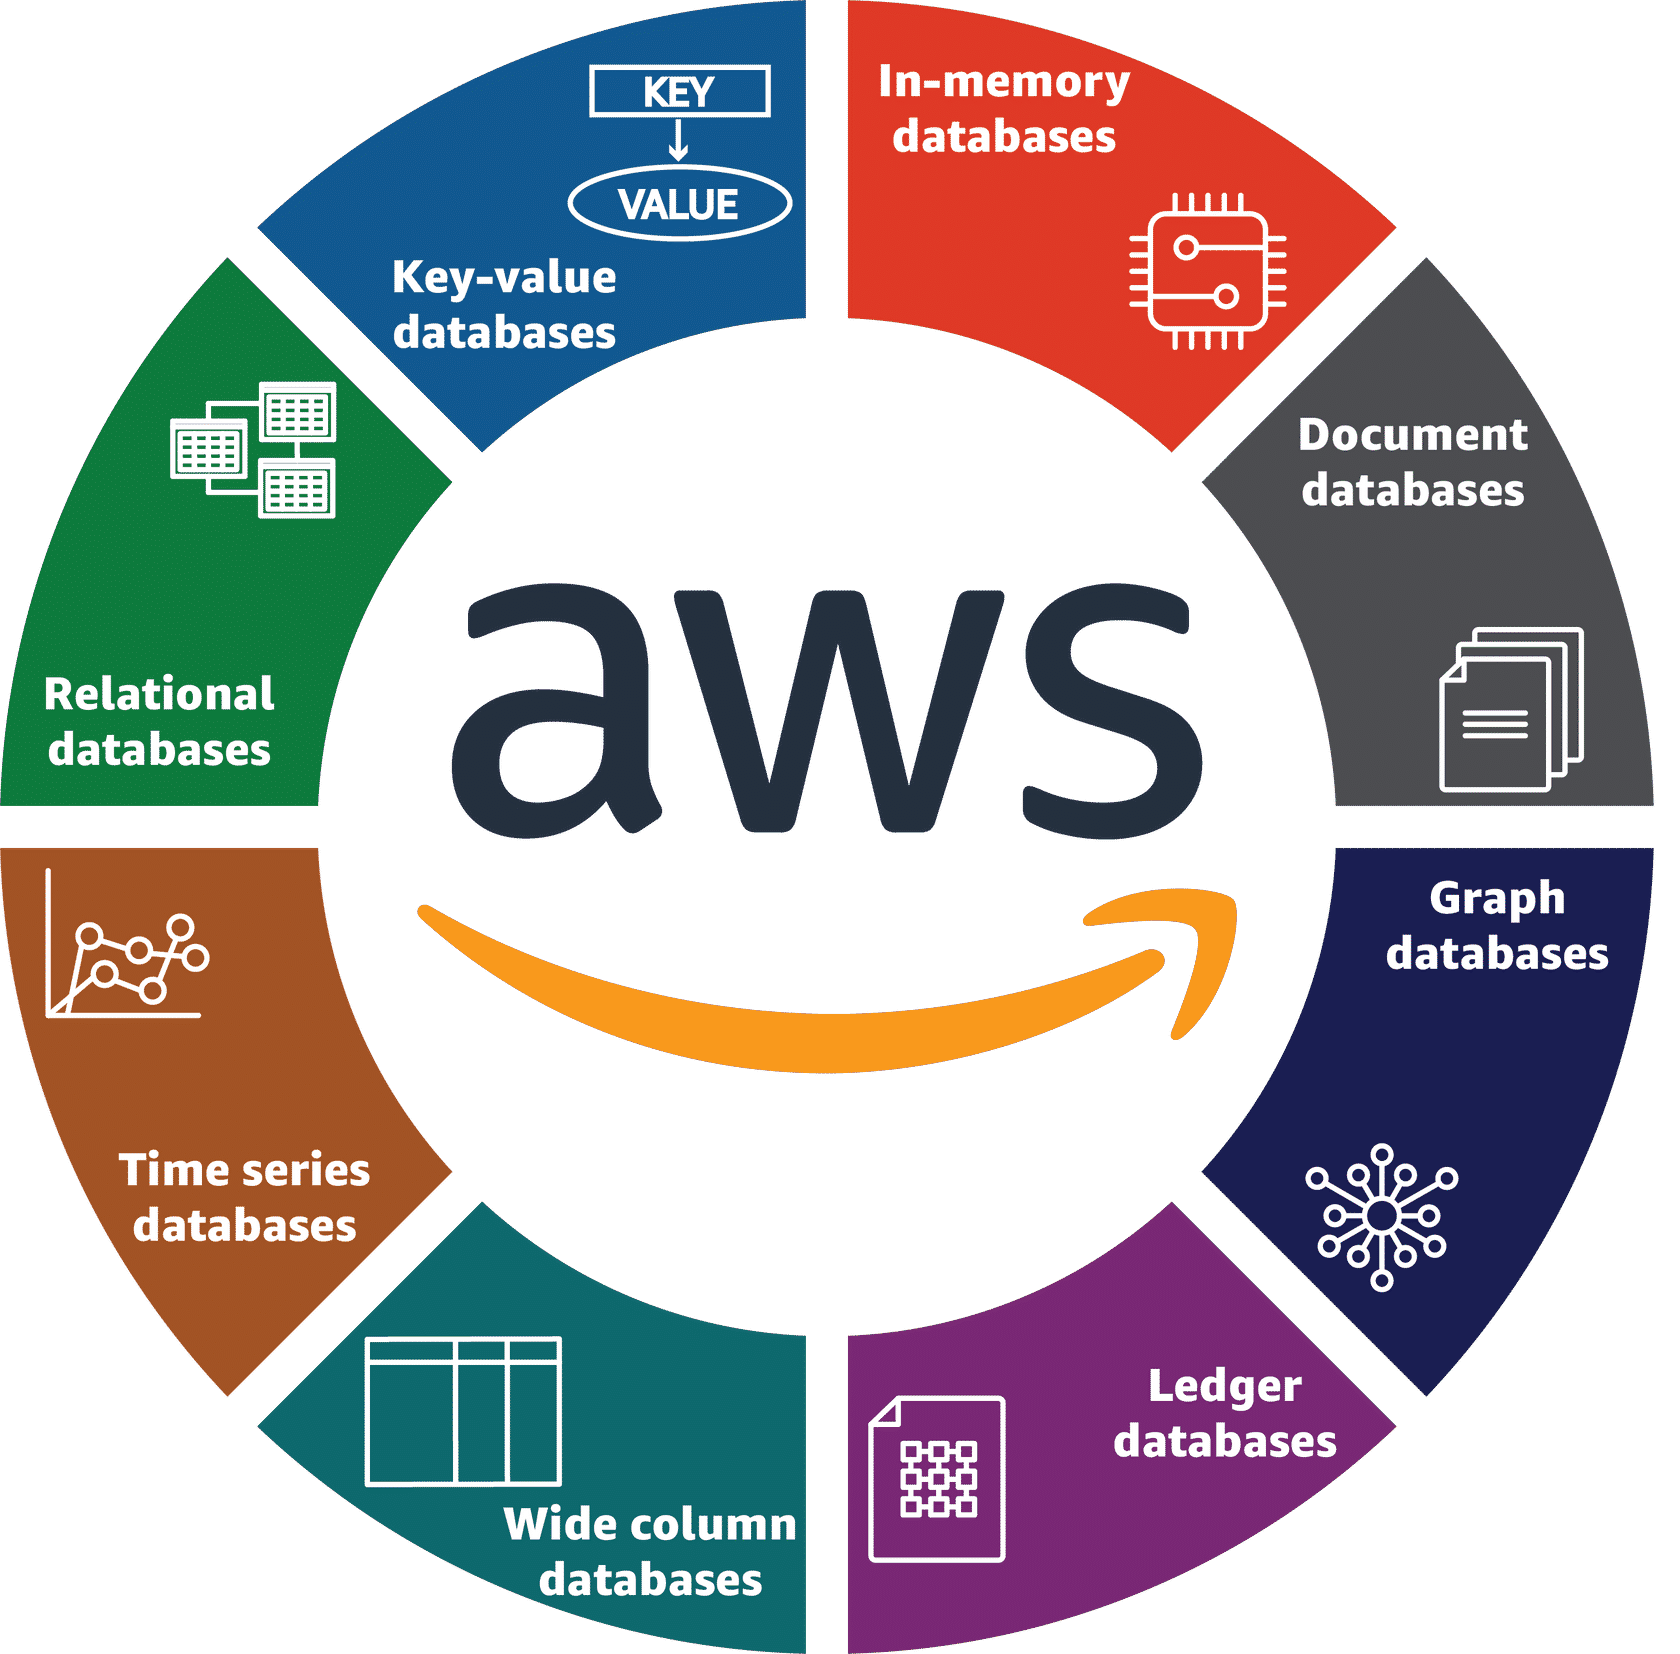 KEY
VALUE
Key-value
databases
In-memory
databases
Document
databases
Graph
databases
Ledger
databases
Wide column
databases
Time series
databases
Relational
databases
aws